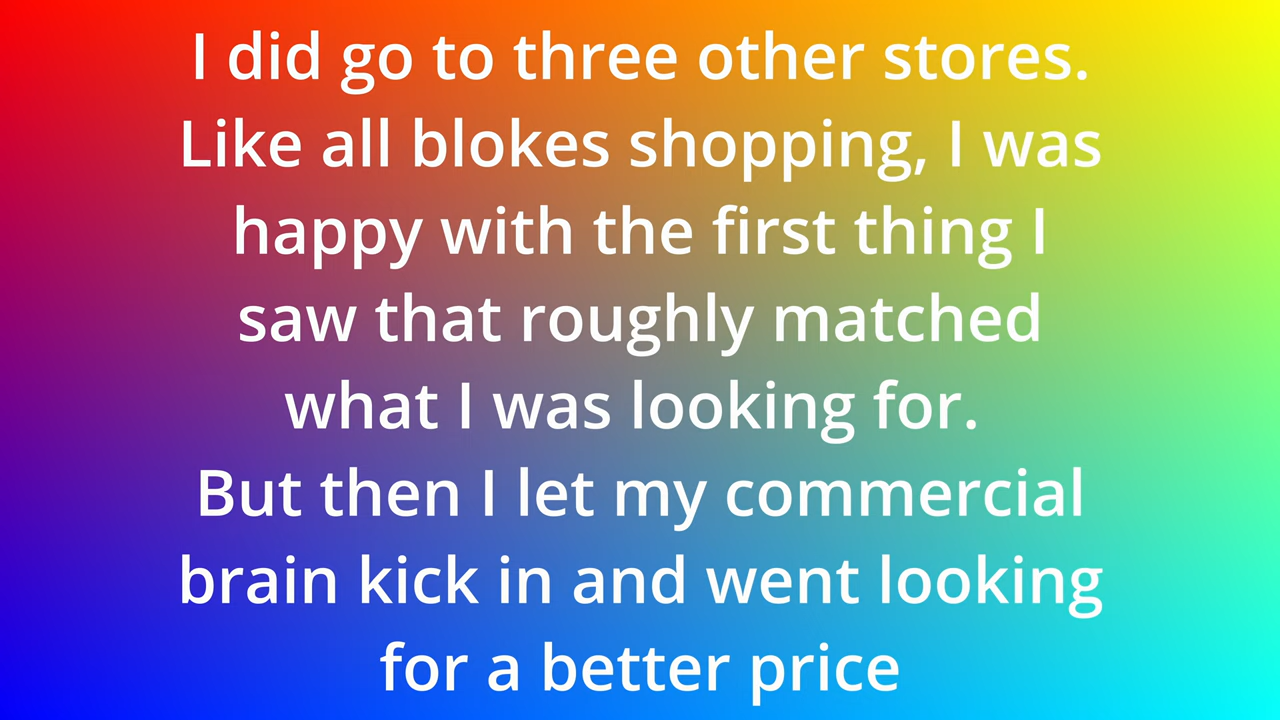 I did go to three other stores.
Like all blokes shopping, I was
happy with the first thing I
saw that roughly matched
what I was looking for.
But then I let my commercial
brain kick in and went looking
for a better price